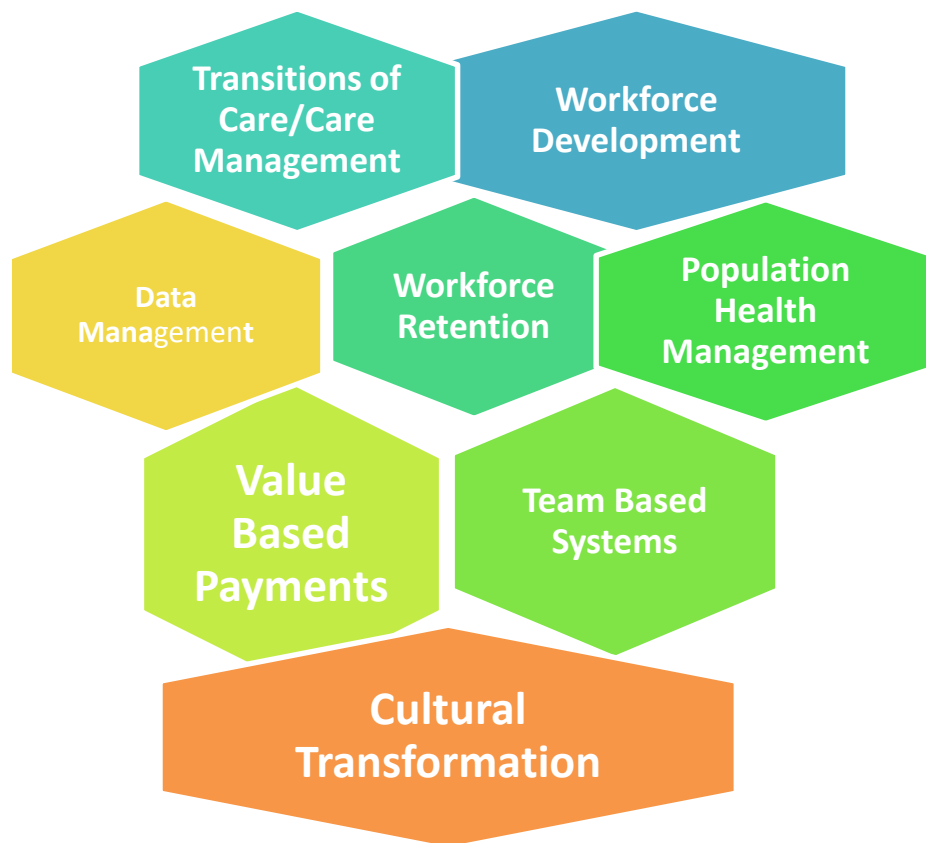 Transitions of
Care/Care
Management
Workforce
Development
Data
Management
Workforce
Retention
Population
Health
Management
Value
Based
Payments
Team Based
Systems
Cultural
Transformation